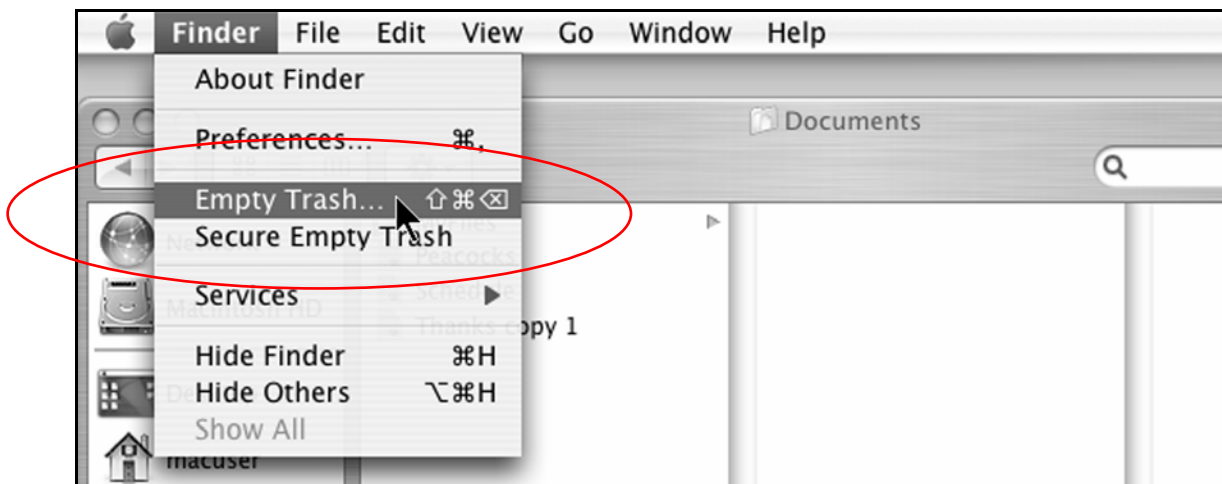 Finder File Edit View Go Window Help
About Finder
Documents
Preferences... ⌘,
Empty Trash... ⇧⌘⌫
Secure Empty Trash
Peacocks
Services ▶
Schedule
Macintosh HD
Thanks copy 1
Hide Finder ⌘H
Hide Others ⌥⌘H
Show All
macuser